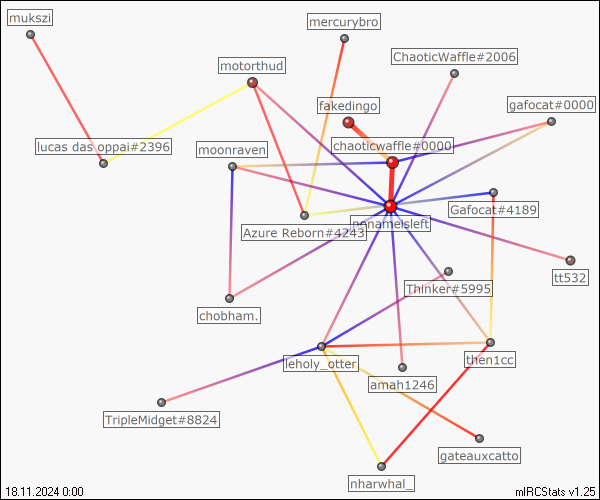 mukszi
mercurybro
ChaoticWaffle#2006
motorthud
fakedingo
gafocat#0000
lucas das oppai#2396
moonraven
chaoticwaffle#0000
Gafocat#4189
nonameisleft
Azure Reborn#4243
tt532
Thinker#5995
chobham.
leholy_otter
then1cc
amah1246
TripleMidget#8824
gateauxcatto
nharwhal_
18.11.2024 0:00
mIRCStats v1.25